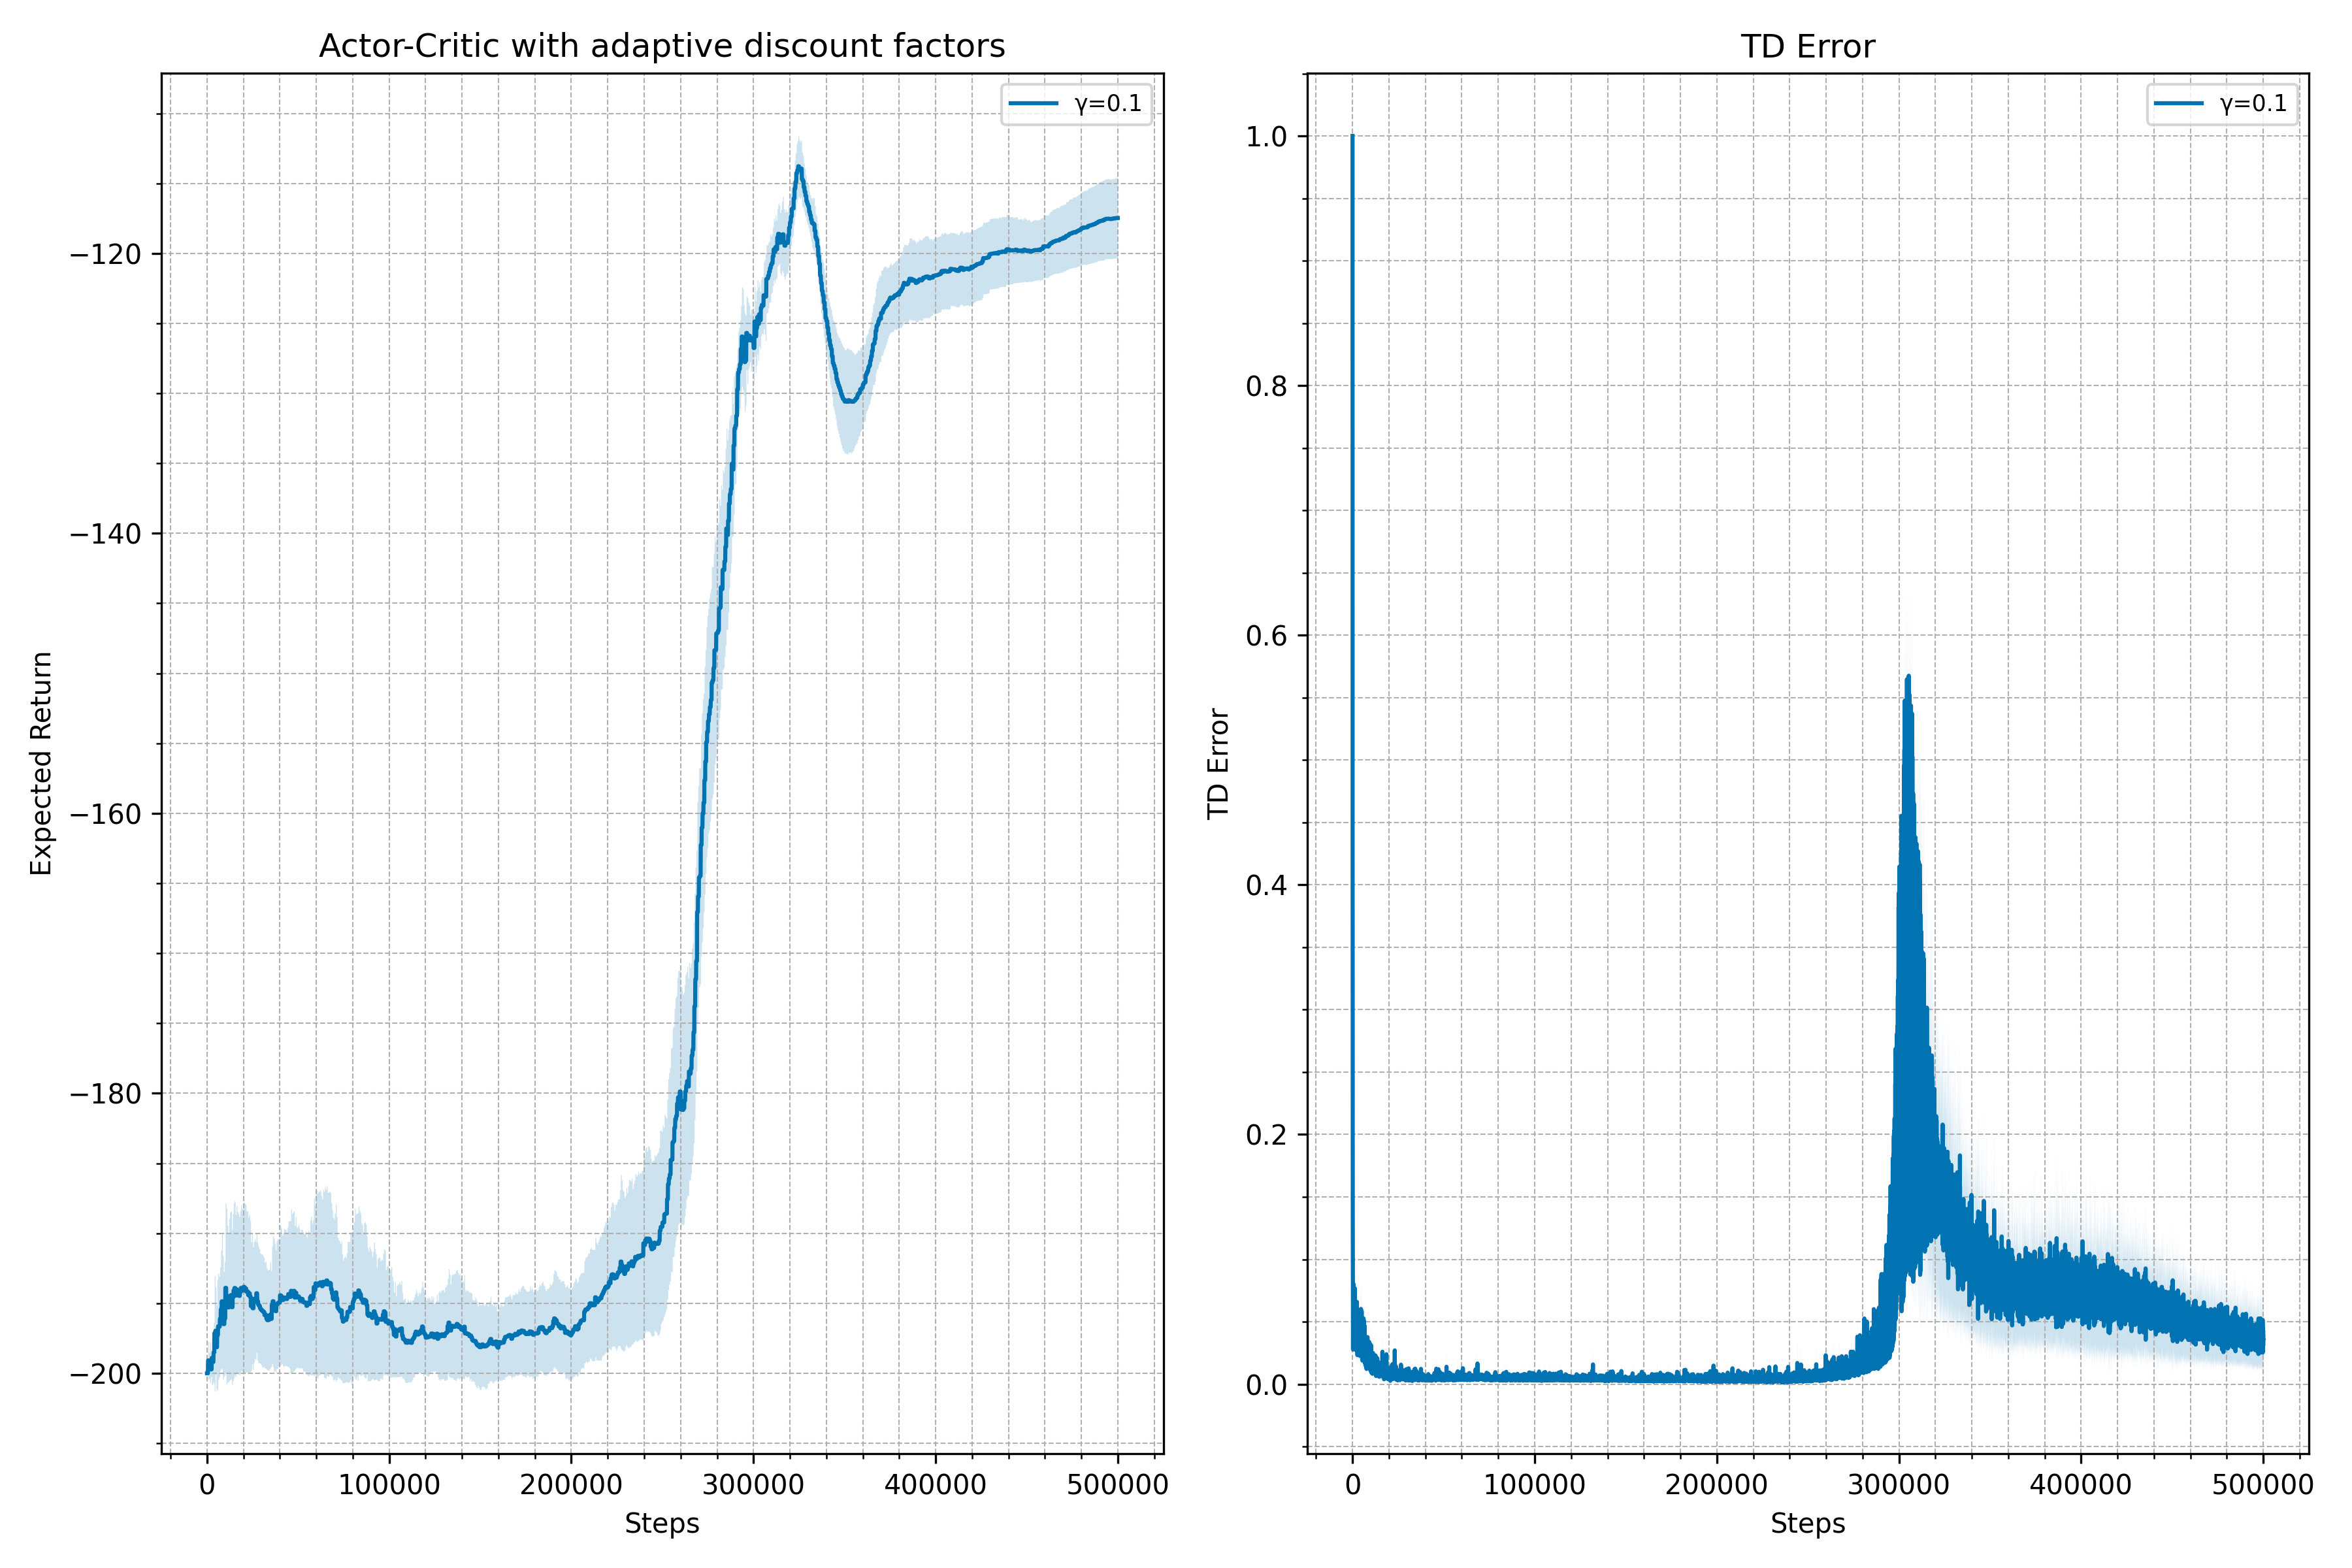 Actor-Critic with adaptive discount factors
γ=0.1
Expected Return
−120
−140
−160
−180
−200
0
100000
200000
300000
400000
500000
Steps
TD Error
γ=0.1
TD Error
1.0
0.8
0.6
0.4
0.2
0.0
0
100000
200000
300000
400000
500000
Steps